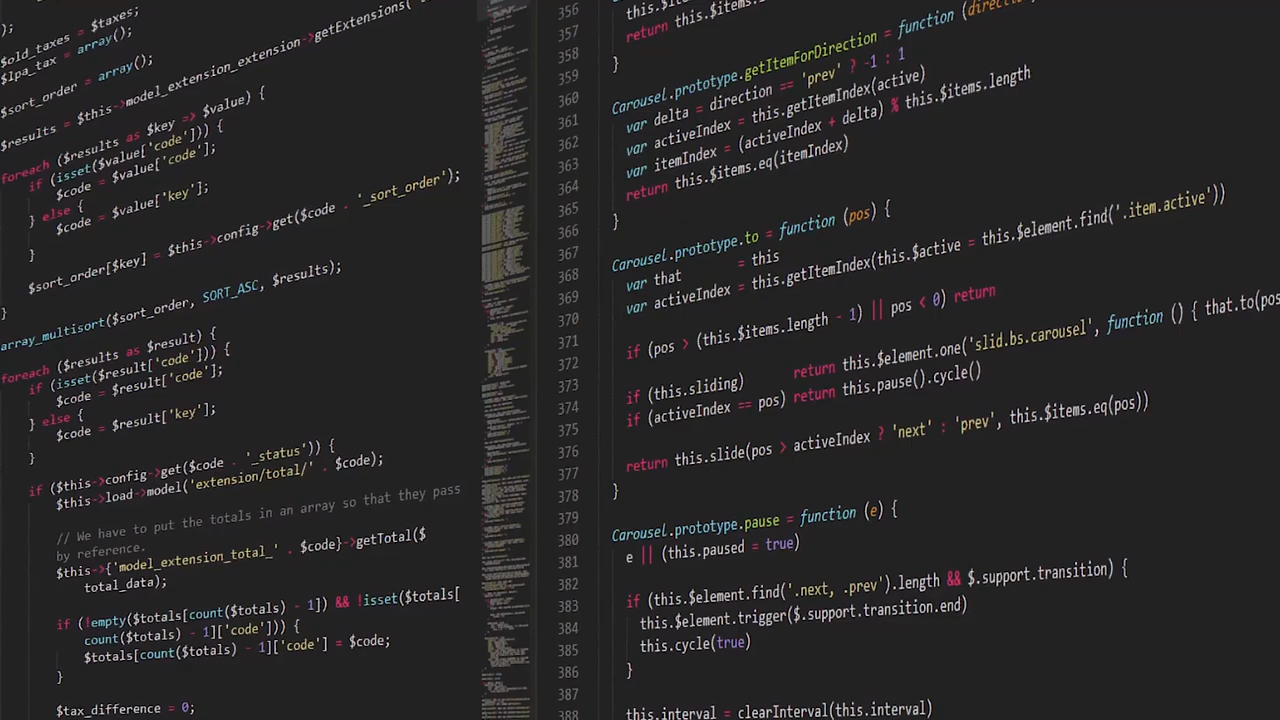 );
$old_taxes = $taxes;
$lpa_tax = array();
$sort_order = array();
$results = $this->model_extension_extension->getExtensions(
foreach ($results as $key => $value) {
if (isset($value['code'])) {
$code = $value['code'];
} else {
$code = $value['key'];
}
$sort_order[$key] = $this->config->get($code . '_sort_order');
}
array_multisort($sort_order, SORT_ASC, $results);
foreach ($results as $result) {
if (isset($result['code'])) {
$code = $result['code'];
} else {
$code = $result['key'];
}
if ($this->config->get($code . '_status')) {
$this->load->model('extension/total/' . $code);
// We have to put the totals in an array so that they pass
by reference.
$this->{'model_extension_total_' . $code}->getTotal($
total_data);
if (!empty($totals[count($totals) - 1]) && !isset($totals[
count($totals) - 1]['code'])) {
$totals[count($totals) - 1]['code'] = $code;
}
$tax_difference = 0;
356
357
358
359
360
361
362
363
364
365
366
367
368
369
370
371
372
373
374
375
376
377
378
379
380
381
382
383
384
385
386
387
388
this.$items
return this.$items.
}
Carousel.prototype.getItemForDirection = function (direc
var delta = direction == 'prev' ? -1 : 1
var activeIndex = this.getItemIndex(active)
var itemIndex = (activeIndex + delta) % this.$items.length
return this.$items.eq(itemIndex)
}
Carousel.prototype.to = function (pos) {
var that = this
var activeIndex = this.getItemIndex(this.$active = this.$element.find('.item.active'))
if (pos > (this.$items.length - 1) || pos < 0) return
if (this.sliding) return this.$element.one('slid.bs.carousel', function () { that.to(pos
if (activeIndex == pos) return this.pause().cycle()
return this.slide(pos > activeIndex ? 'next' : 'prev', this.$items.eq(pos))
}
Carousel.prototype.pause = function (e) {
e || (this.paused = true)
if (this.$element.find('.next, .prev').length && $.support.transition) {
this.$element.trigger($.support.transition.end)
this.cycle(true)
}
this.interval = clearInterval(this.interval)